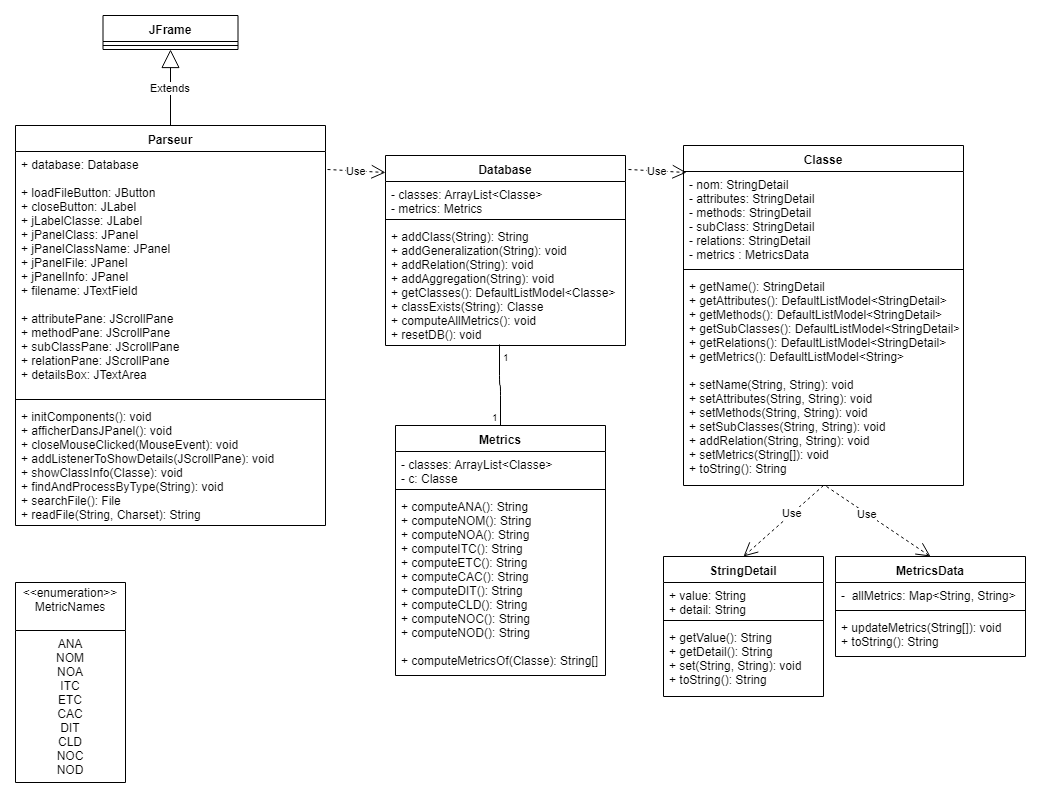 JFrame
Extends
Parseur
+ database: Database
+ loadFileButton: JButton
+ closeButton: JLabel
+ jLabelClasse: JLabel
+ jPanelClass: JPanel
+ jPanelClassName: JPanel
+ jPanelFile: JPanel
+ jPanelInfo: JPanel
+ filename: JTextField
+ attributePane: JScrollPane
+ methodPane: JScrollPane
+ subClassPane: JScrollPane
+ relationPane: JScrollPane
+ detailsBox: JTextArea
+ initComponents(): void
+ afficherDansJPanel(): void
+ closeMouseClicked(MouseEvent): void
+ addListenerToShowDetails(JScrollPane): void
+ showClassInfo(Classe): void
+ findAndProcessByType(String): void
+ searchFile(): File
+ readFile(String, Charset): String
Use
Database
- classes: ArrayList<Classe>
- metrics: Metrics
+ addClass(String): String
+ addGeneralization(String): void
+ addRelation(String): void
+ addAggregation(String): void
+ getClasses(): DefaultListModel<Classe>
+ classExists(String): Classe
+ computeAllMetrics(): void
+ resetDB(): void
1
1
Metrics
- classes: ArrayList<Classe>
- c: Classe
+ computeANA(): String
+ computeNOM(): String
+ computeNOA(): String
+ computeITC(): String
+ computeETC(): String
+ computeCAC(): String
+ computeDIT(): String
+ computeCLD(): String
+ computeNOC(): String
+ computeNOD(): String
+ computeMetricsOf(Classe): String[]
Use
Classe
- nom: StringDetail
- attributes: StringDetail
- methods: StringDetail
- subClass: StringDetail
- relations: StringDetail
- metrics : MetricsData
+ getName(): StringDetail
+ getAttributes(): DefaultListModel<StringDetail>
+ getMethods(): DefaultListModel<StringDetail>
+ getSubClasses(): DefaultListModel<StringDetail>
+ getRelations(): DefaultListModel<StringDetail>
+ getMetrics(): DefaultListModel<String>
+ setName(String, String): void
+ setAttributes(String, String): void
+ setMethods(String, String): void
+ setSubClasses(String, String): void
+ addRelation(String, String): void
+ setMetrics(String[]): void
+ toString(): String
Use
Use
StringDetail
+ value: String
+ detail: String
+ getValue(): String
+ getDetail(): String
+ set(String, String): void
+ toString(): String
MetricsData
- allMetrics: Map<String, String>
+ updateMetrics(String[]): void
+ toString(): String
<<enumeration>>
MetricNames
ANA
NOM
NOA
ITC
ETC
CAC
DIT
CLD
NOC
NOD